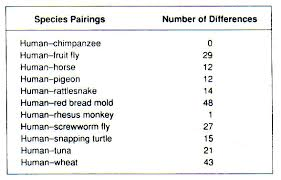 Species Pairings Number of Differences
Human–chimpanzee 0
Human–fruit fly 29
Human–horse 12
Human–pigeon 12
Human–rattlesnake 14
Human–red bread mold 48
Human–rhesus monkey 1
Human–screwworm fly 27
Human–snapping turtle 15
Human–tuna 21
Human–wheat 43